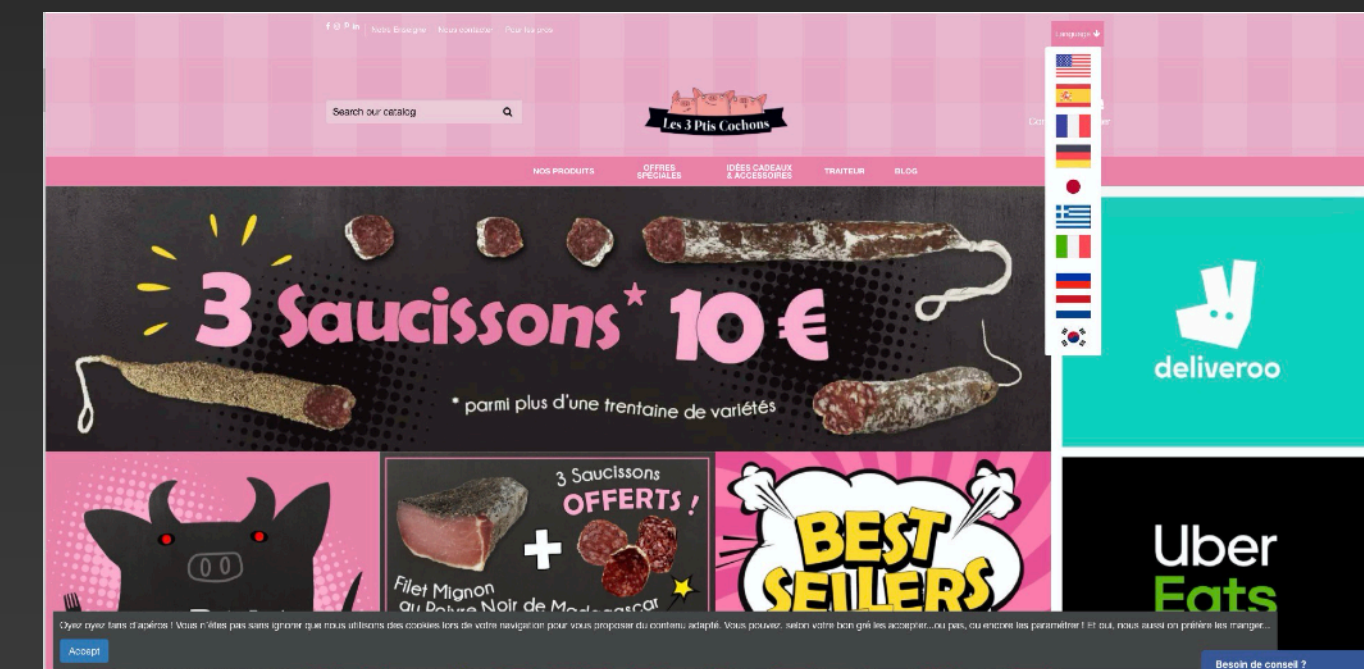 Notre Enseigne Nous contacter Pour les pros
Language
Search our catalog
Les 3 Ptis Cochons
NOS PRODUITS
OFFRES
SPÉCIALES
IDÉES CADEAUX
& ACCESSOIRES
TRAITEUR
BLOG
3 Saucissons* 10 €
* parmi plus d'une trentaine de variétés
deliveroo
3 Saucissons
OFFERTS !
+
Filet Mignon
au Poivre Noir de Madagascar
BEST
SELLERS
Uber
Eats
Oyez oyez fans d'apéros ! Vous n'êtes pas sans ignorer que nous utilisons des cookies lors de votre navigation pour vous proposer du contenu adapté. Vous pouvez, selon votre bon gré les accepter...ou pas, ou encore les paramétrer ! Et oui, nous aussi on préfère les manger...
Accept
Besoin de conseil ?